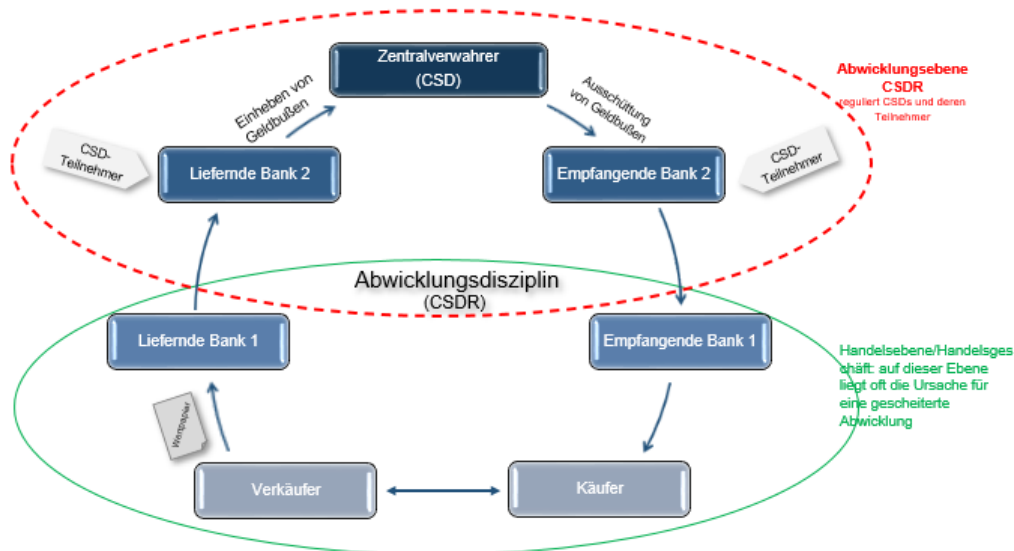 Zentralverwahrer
(CSD)
Abwicklungsebene
CSDR
reguliert CSDs und deren
Teilnehmer
Einheben von
Geldbußen
Ausschüttung
von Geldbußen
CSD-
Teilnehmer
Liefernde Bank 2
Empfangende Bank 2
CSD-
Teilnehmer
Abwicklungsdisziplin
(CSDR)
Liefernde Bank 1
Empfangende Bank 1
Handelsebene/Handelsges
chäft: auf dieser Ebene
liegt oft die Ursache für
eine gescheiterte
Abwicklung
Wertpapier
Verkäufer
Käufer